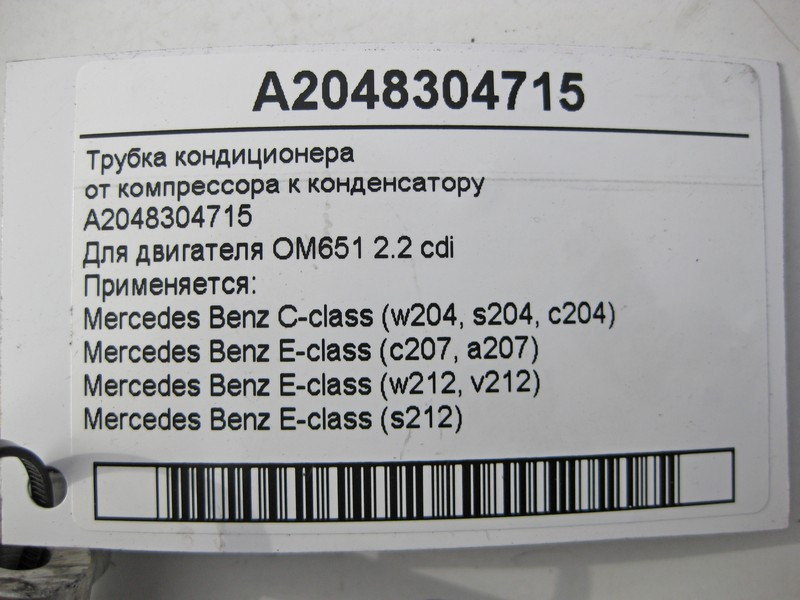 A2048304715
Трубка кондиционера
от компрессора к конденсатору
A2048304715
Для двигателя OM651 2.2 cdi
Применяется:
Mercedes Benz C-class (w204, s204, c204)
Mercedes Benz E-class (c207, a207)
Mercedes Benz E-class (w212, v212)
Mercedes Benz E-class (s212)